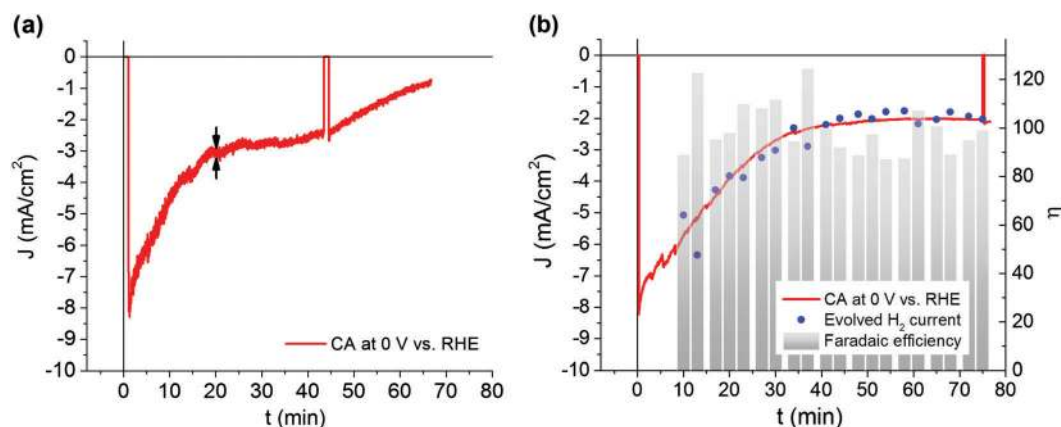 (a)
0
-1
-2
-3
-4
-5
-6
-7
-8
-9
-10
J (mA/cm²)
CA at 0 V vs. RHE
0 10 20 30 40 50 60 70 80
t (min)
(b)
0
-1
-2
-3
-4
-5
-6
-7
-8
-9
-10
J (mA/cm²)
120
100
80
60
40
20
0
η
CA at 0 V vs. RHE
Evolved H₂ current
Faradaic efficiency
0 10 20 30 40 50 60 70 80
t (min)